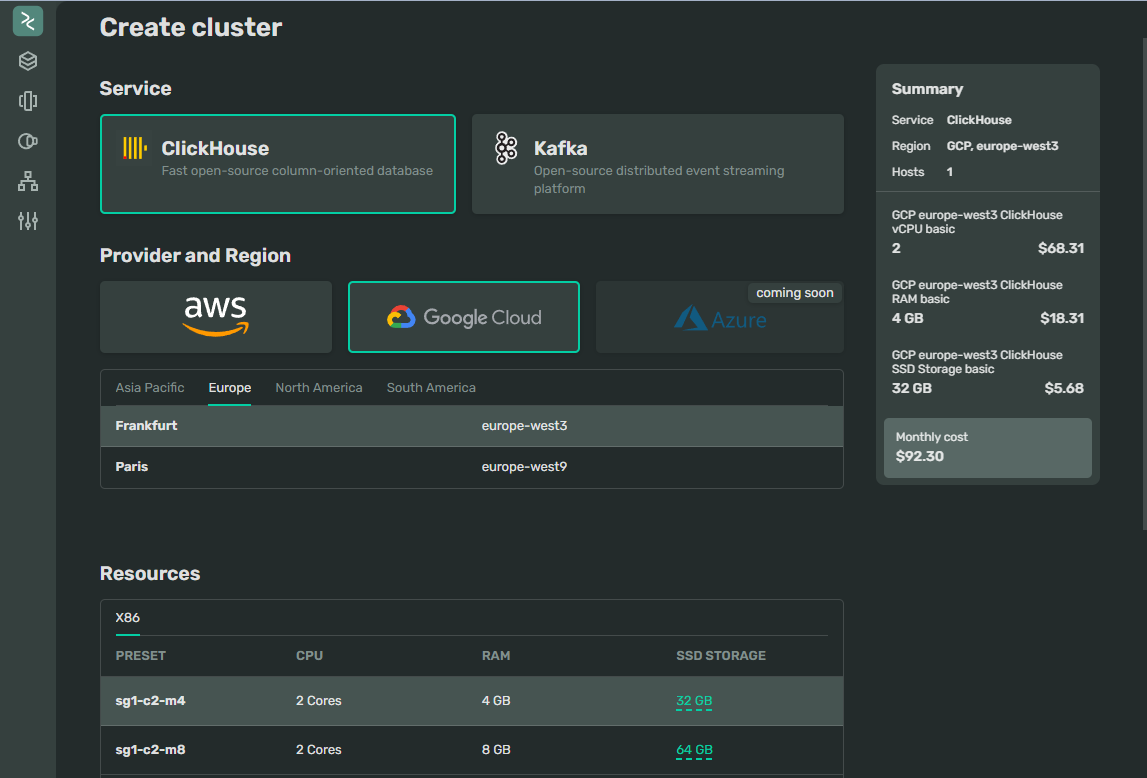 Create cluster
Service
ClickHouse
Fast open-source column-oriented database
Kafka
Open-source distributed event streaming
platform
Provider and Region
aws
Google Cloud
coming soon
Azure
Asia Pacific Europe North America South America
Frankfurt europe-west3
Paris europe-west9
Resources
X86
PRESET CPU RAM SSD STORAGE
sg1-c2-m4 2 Cores 4 GB 32 GB
sg1-c2-m8 2 Cores 8 GB 64 GB
Summary
Service ClickHouse
Region GCP, europe-west3
Hosts 1
GCP europe-west3 ClickHouse
vCPU basic
2 $68.31
GCP europe-west3 ClickHouse
RAM basic
4 GB $18.31
GCP europe-west3 ClickHouse
SSD Storage basic
32 GB $5.68
Monthly cost
$92.30